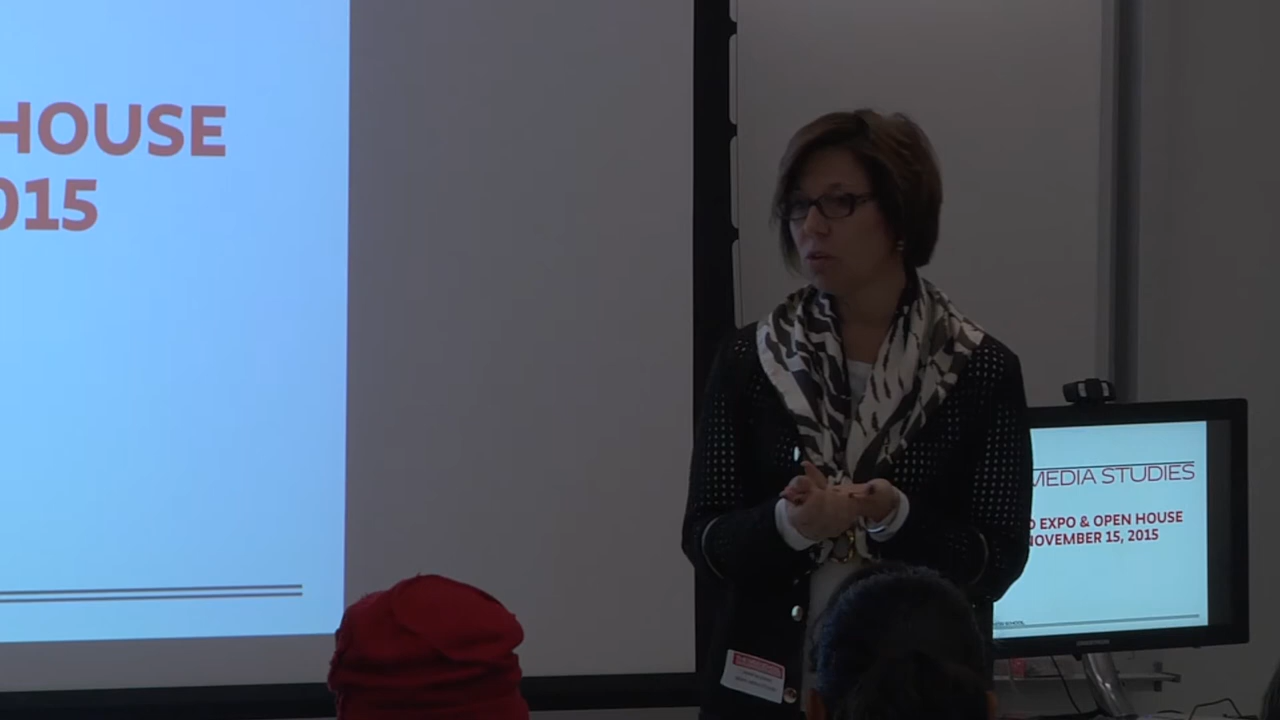 HOUSE
015
MEDIA STUDIES
D EXPO & OPEN HOUSE
NOVEMBER 15, 2015